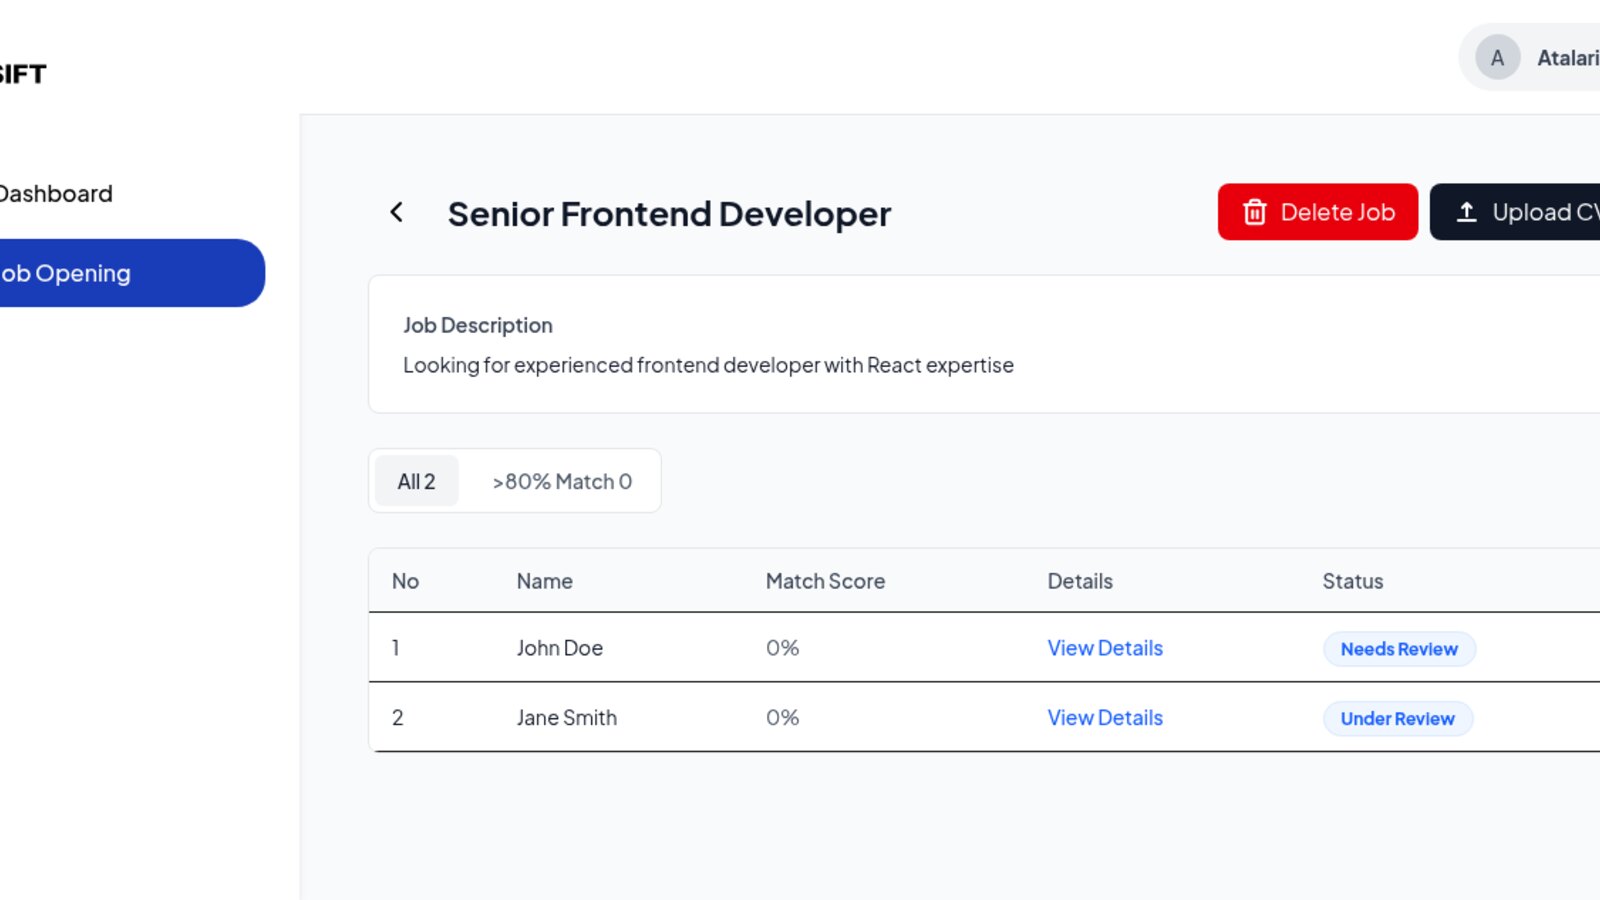 SIFT
A Atalari
Dashboard
ob Opening
Senior Frontend Developer
Delete Job
Upload CV
Job Description
Looking for experienced frontend developer with React expertise
All 2
>80% Match 0
No Name Match Score Details Status
1 John Doe 0% View Details Needs Review
2 Jane Smith 0% View Details Under Review